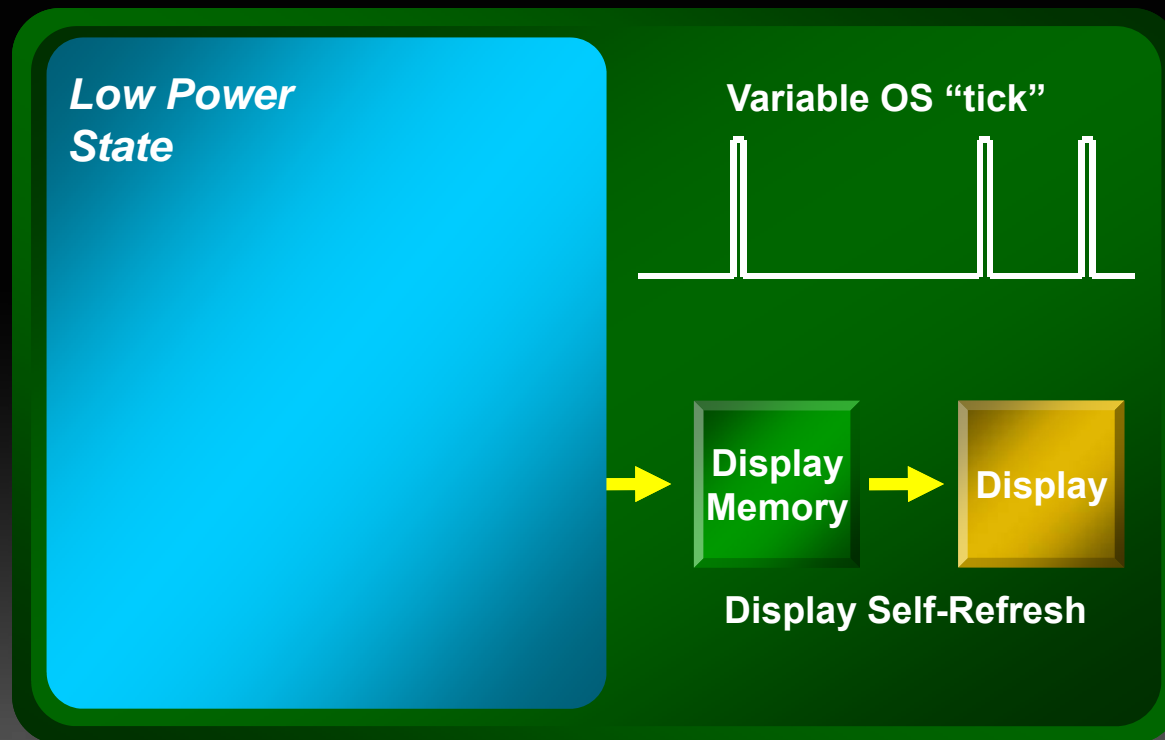 Low Power
State
Variable OS “tick”
Display
Memory
Display
Display Self-Refresh